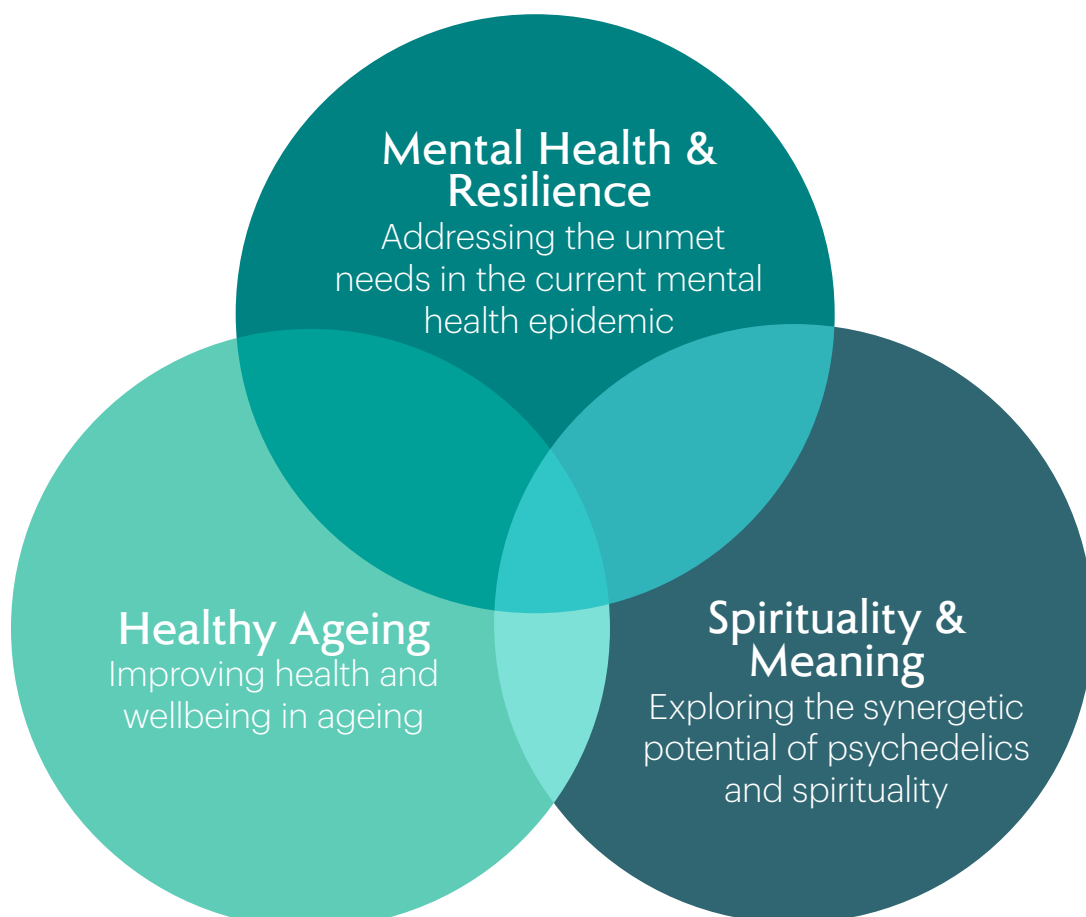 Mental Health &
Resilience
Addressing the unmet
needs in the current mental
health epidemic
Healthy Ageing
Improving health and
wellbeing in ageing
Spirituality &
Meaning
Exploring the synergetic
potential of psychedelics
and spirituality